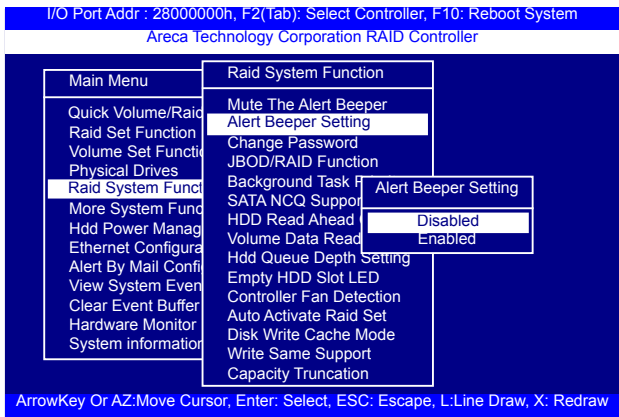 I/O Port Addr : 28000000h, F2(Tab): Select Controller, F10: Reboot System
Areca Technology Corporation RAID Controller
Main Menu
Quick Volume/Raid
Raid Set Function
Volume Set Functi
Physical Drives
Raid System Funct
More System Func
Hdd Power Manag
Ethernet Configura
Alert By Mail Confi
View System Even
Clear Event Buffer
Hardware Monitor
System information
Raid System Function
Mute The Alert Beeper
Alert Beeper Setting
Change Password
JBOD/RAID Function
Background Task
SATA NCQ Suppor
HDD Read Ahead
Volume Data Read
Hdd Queue Depth Setting
Empty HDD Slot LED
Controller Fan Detection
Auto Activate Raid Set
Disk Write Cache Mode
Write Same Support
Capacity Truncation
Alert Beeper Setting
Disabled
Enabled
ArrowKey Or AZ:Move Cursor, Enter: Select, ESC: Escape, L:Line Draw, X: Redraw